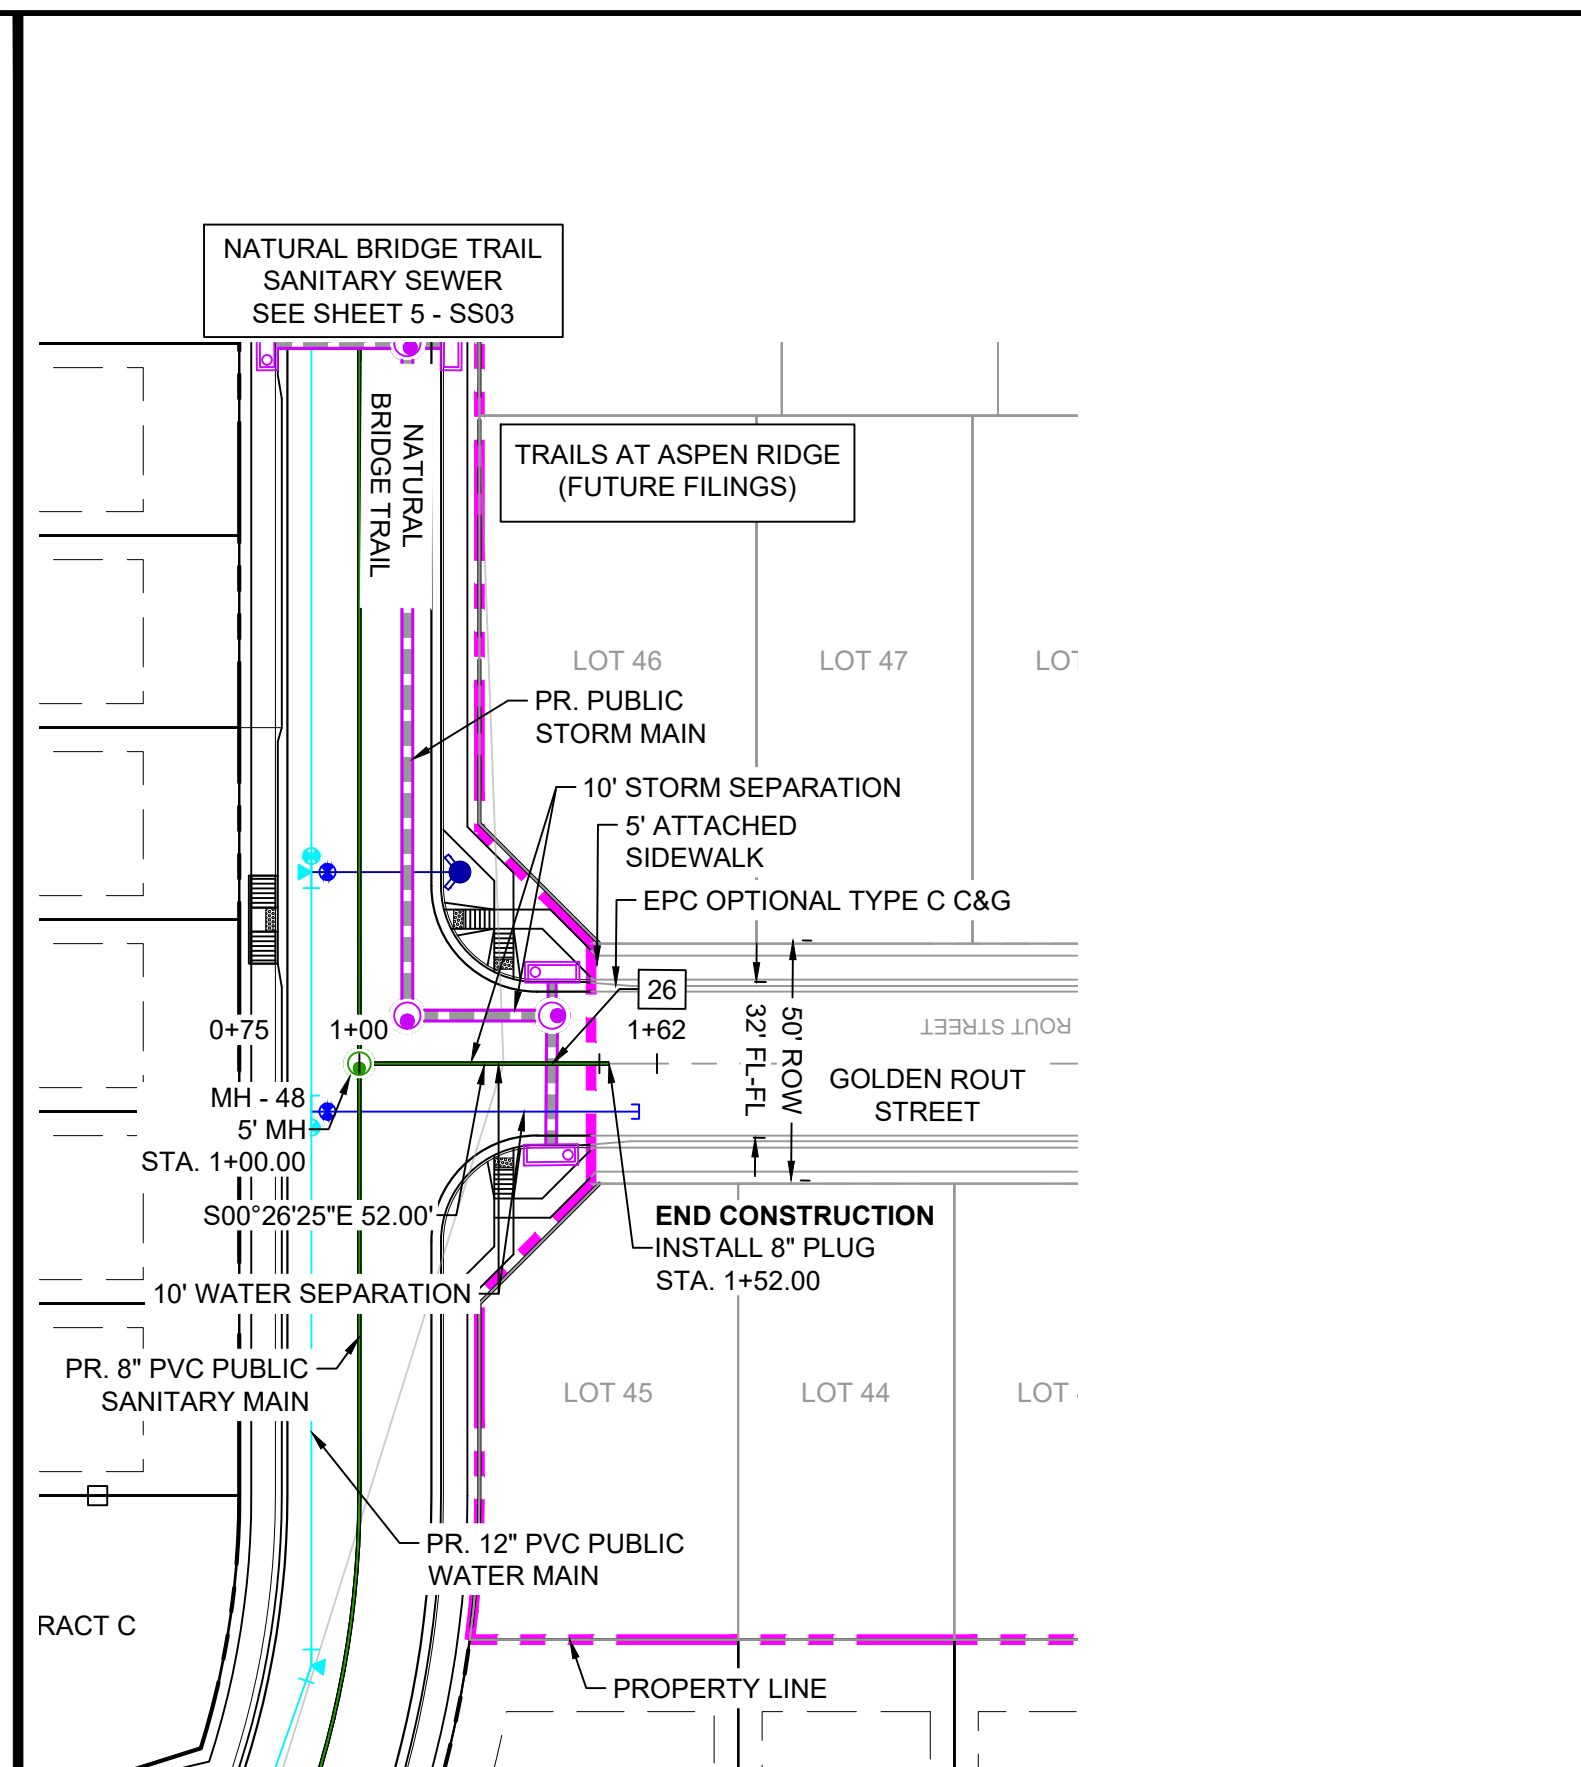 NATURAL BRIDGE TRAIL
SANITARY SEWER
SEE SHEET 5 - SS03
NATURAL
BRIDGE TRAIL
TRAILS AT ASPEN RIDGE
(FUTURE FILINGS)
LOT 46
LOT 47
LOT
PR. PUBLIC
STORM MAIN
10' STORM SEPARATION
5' ATTACHED
SIDEWALK
EPC OPTIONAL TYPE C C&G
26
0+75
1+00
1+62
32' FL-FL
50' ROW
ROUT STREET
GOLDEN ROUT
STREET
MH - 48
5' MH
STA. 1+00.00
S00°26'25"E 52.00'
END CONSTRUCTION
INSTALL 8" PLUG
STA. 1+52.00
10' WATER SEPARATION
PR. 8" PVC PUBLIC
SANITARY MAIN
LOT 45
LOT 44
LOT
PR. 12" PVC PUBLIC
WATER MAIN
RACT C
PROPERTY LINE